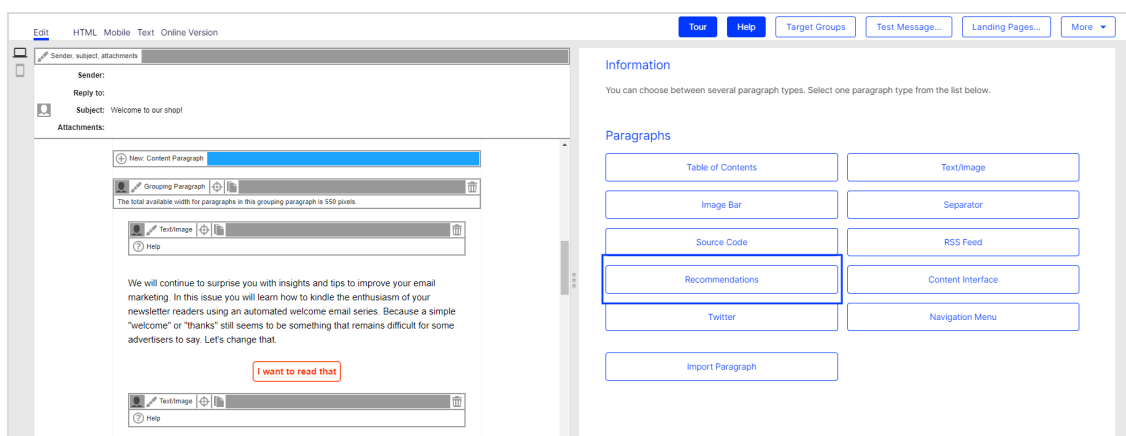 Edit HTML Mobile Text Online Version
Tour Help Target Groups Test Message... Landing Pages... More
Sender, subject, attachments
Sender:
Reply to:
Subject: Welcome to our shop!
Attachments:
New: Content Paragraph
Grouping Paragraph
The total available width for paragraphs in this grouping paragraph is 550 pixels.
Text/Image
Help
We will continue to surprise you with insights and tips to improve your email
marketing. In this issue you will learn how to kindle the enthusiasm of your
newsletter readers using an automated welcome email series. Because a simple
"welcome" or "thanks" still seems to be something that remains difficult for some
advertisers to say. Let's change that.
I want to read that
Text/Image
Help
Information
You can choose between several paragraph types. Select one paragraph type from the list below.
Paragraphs
Table of Contents Text/Image
Image Bar Separator
Source Code RSS Feed
Recommendations Content Interface
Twitter Navigation Menu
Import Paragraph